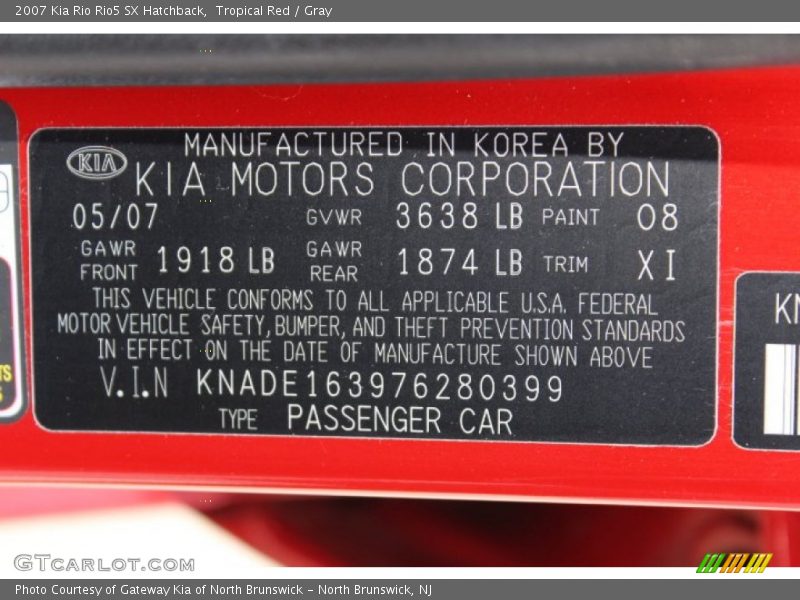 2007 Kia Rio Rio5 SX Hatchback,  Tropical Red / Gray
MANUFACTURED IN KOREA BY
KIA KIA MOTORS CORPORATION
05/07 GVWR 3638 LB PAINT 08
GAWR FRONT 1918 LB GAWR REAR 1874 LB TRIM XI
THIS VEHICLE CONFORMS TO ALL APPLICABLE U.S.A. FEDERAL
MOTOR VEHICLE SAFETY, BUMPER, AND THEFT PREVENTION STANDARDS
IN EFFECT ON THE DATE OF MANUFACTURE SHOWN ABOVE
V.I.N KNADE163976280399
TYPE PASSENGER CAR
GTCARLOT.COM
Photo Courtesy of Gateway Kia of North Brunswick - North Brunswick, NJ